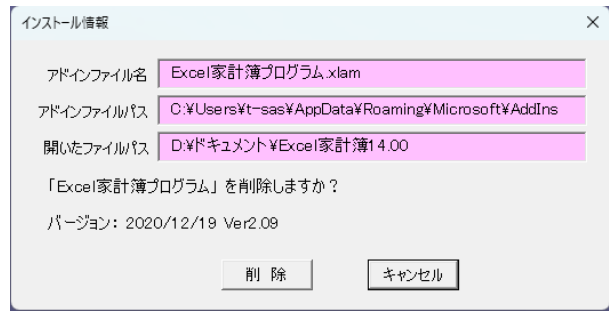 インストール情報
アドインファイル名 Excel家計簿プログラム.xlam
アドインファイルパス C:¥Users¥t-sas¥AppData¥Roaming¥Microsoft¥AddIns
開いたファイルパス D:¥ドキュメント¥Excel家計簿14.00
「Excel家計簿プログラム」を削除しますか？
バージョン: 2020/12/19 Ver2.09
削 除 キャンセル